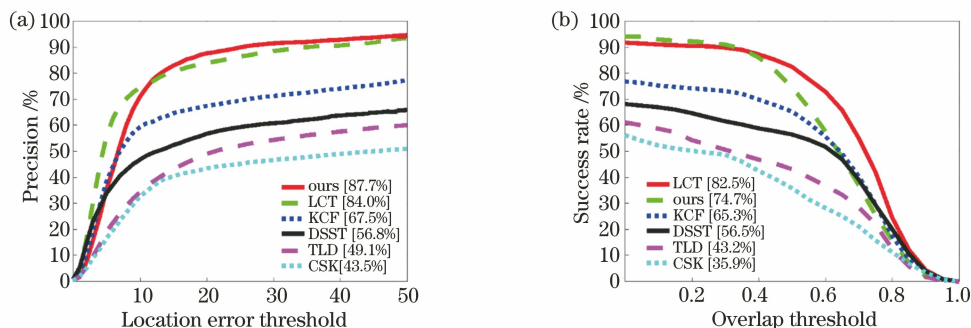 (a)
100
90
80
70
60
50
40
30
20
10
0
Precision /%
ours [87.7%]
LCT [84.0%]
KCF [67.5%]
DSST [56.8%]
TLD [49.1%]
CSK [43.5%]
10 20 30 40 50
Location error threshold
(b)
100
90
80
70
60
50
40
30
20
10
0
Success rate /%
LCT [82.5%]
ours [74.7%]
KCF [65.3%]
DSST [56.5%]
TLD [43.2%]
CSK [35.9%]
0.2 0.4 0.6 0.8 1.0
Overlap threshold